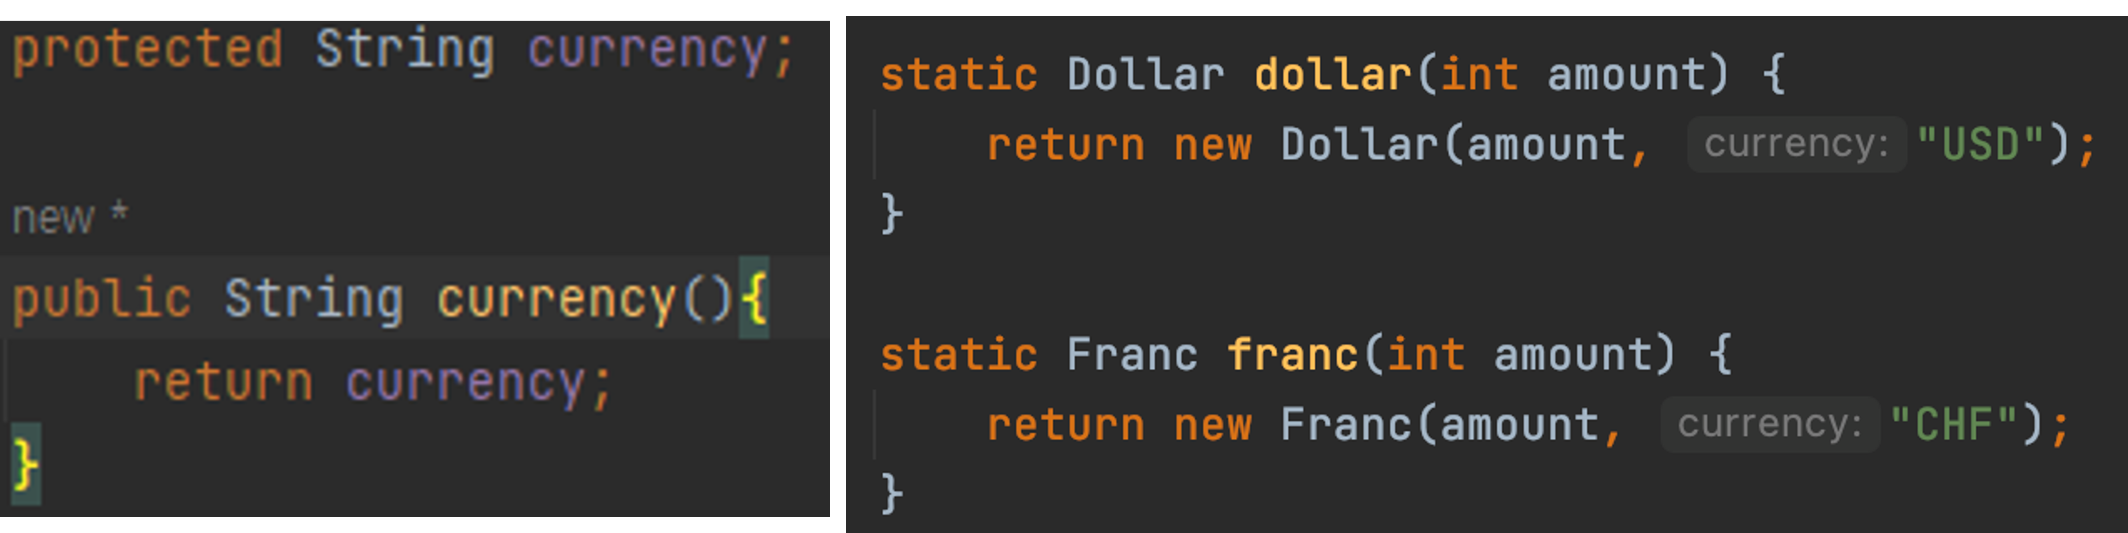 protected String currency;
new *
public String currency(){
return currency;
}
static Dollar dollar(int amount) {
return new Dollar(amount, currency: "USD");
}
static Franc franc(int amount) {
return new Franc(amount, currency: "CHF");
}